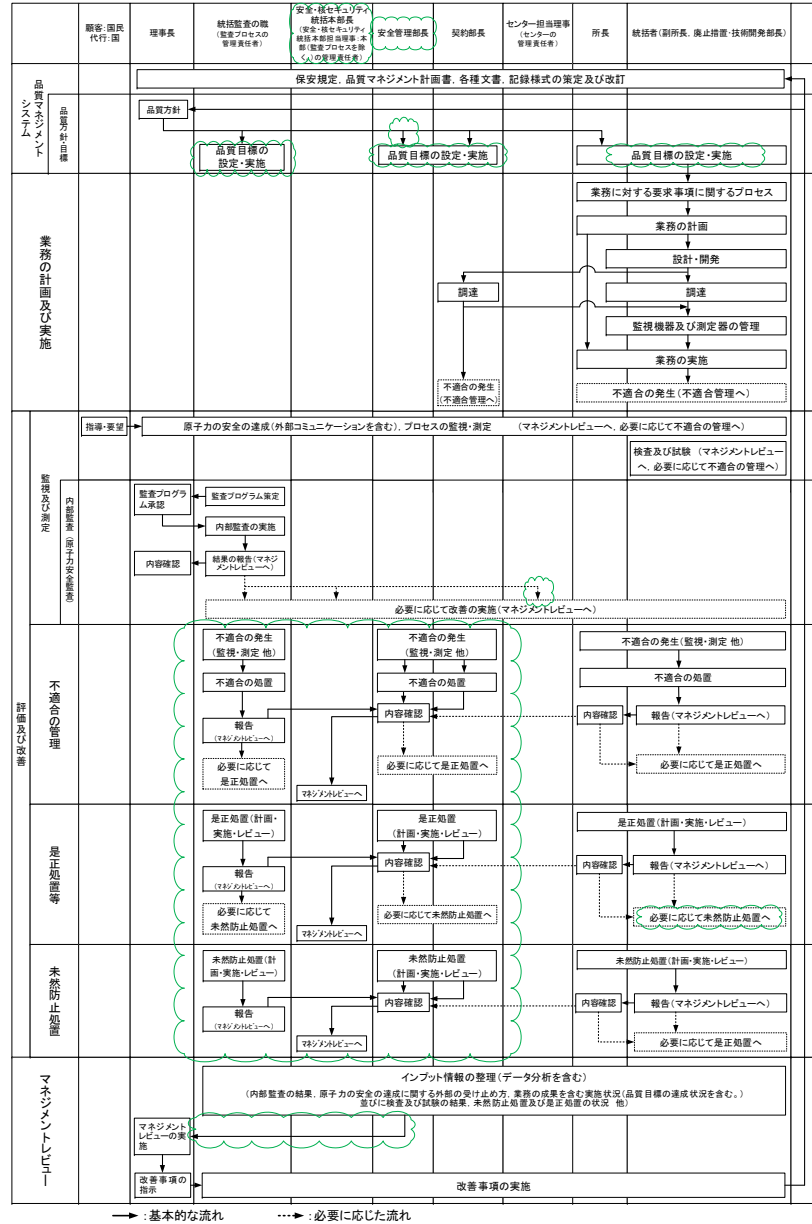 顧客:国民
代行:国
理事長
統括監査の職
(監査プロセスの
管理責任者)
安全・核セキュリティ
統括本部長
(安全・核セキュリティ
統括本部担当理事:本
部(監査プロセスを除
く。)の管理責任者)
安全管理部長
契約部長
センター担当理事
(センターの
管理責任者)
所長
統括者(副所長, 廃止措置・技術開発部長)
品質マネジメント
システム
保安規定, 品質マネジメント計画書, 各種文書, 記録様式の策定及び改訂
品質方針・目標
品質方針
品質目標の
設定・実施
品質目標の設定・実施
品質目標の設定・実施
業務の計画及び実施
業務に対する要求事項に関するプロセス
業務の計画
設計・開発
調達
調達
監視機器及び測定器の管理
業務の実施
不適合の発生
(不適合管理へ)
不適合の発生(不適合管理へ)
評価及び改善
監視及び測定
指導・要望
原子力の安全の達成(外部コミュニケーションを含む), プロセスの監視・測定 (マネジメントレビューへ, 必要に応じて不適合の管理へ)
検査及び試験 (マネジメントレビュー
へ, 必要に応じて不適合の管理へ)
内部監査(原子力安全監査)
監査プログラ
ム承認
監査プログラム策定
内部監査の実施
内容確認
結果の報告(マネジ
メントレビューへ)
必要に応じて改善の実施(マネジメントレビューへ)
不適合の管理
不適合の発生
(監視・測定 他)
不適合の発生
(監視・測定 他)
不適合の発生(監視・測定 他)
不適合の処置
不適合の処置
不適合の処置
報告
(マネジメントレビューへ)
内容確認
内容確認
報告(マネジメントレビューへ)
必要に応じて
是正処置へ
マネジメントレビューへ
必要に応じて是正処置へ
必要に応じて是正処置へ
是正処置等
是正処置(計画・
実施・レビュー)
是正処置
(計画・実施・レビュー)
是正処置(計画・実施・レビュー)
報告
(マネジメントレビューへ)
内容確認
内容確認
報告(マネジメントレビューへ)
必要に応じて
未然防止処置へ
マネジメントレビューへ
必要に応じて未然防止処置へ
必要に応じて未然防止処置へ
未然防止処置
未然防止処置(計
画・実施・レビュー)
未然防止処置
(計画・実施・レビュー)
未然防止処置(計画・実施・レビュー)
報告
(マネジメントレビューへ)
内容確認
内容確認
報告(マネジメントレビューへ)
マネジメントレビューへ
必要に応じて是正処置へ
マネジメントレビュー
インプット情報の整理(データ分析を含む)
(内部監査の結果, 原子力の安全の達成に関する外部の受け止め方, 業務の成果を含む実施状況(品質目標の達成状況を含む。)
並びに検査及び試験の結果, 未然防止処置及び是正処置の状況 他)
マネジメント
レビューの実
施
改善事項の
指示
改善事項の実施
:基本的な流れ :必要に応じた流れ